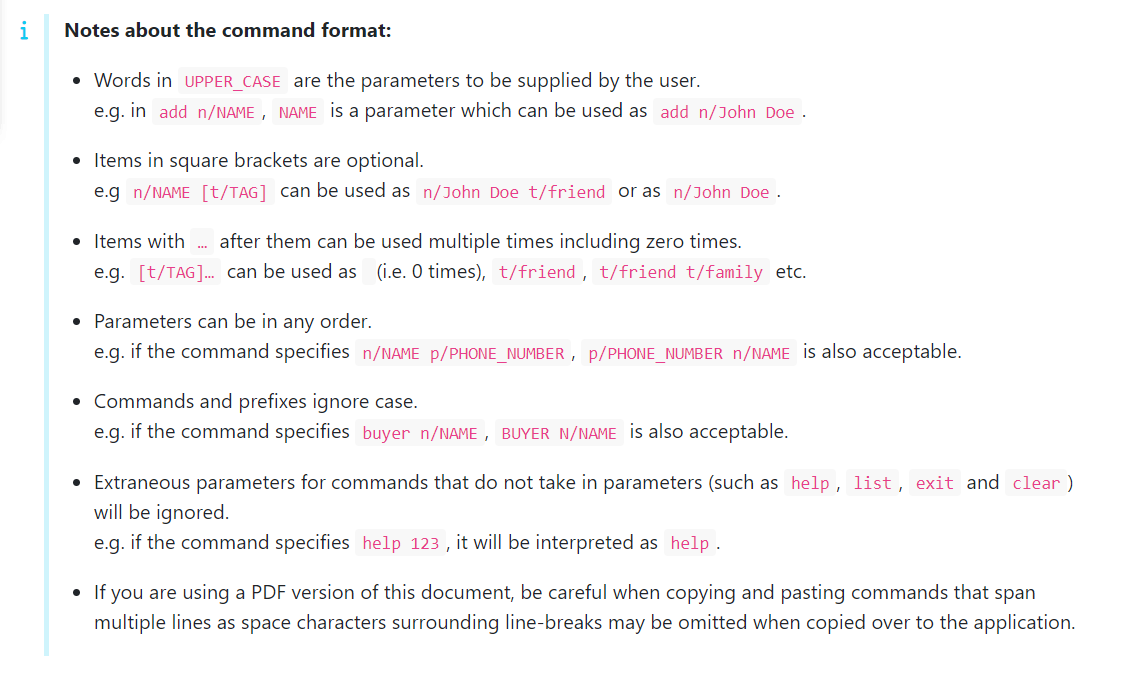 i Notes about the command format:
• Words in UPPER_CASE are the parameters to be supplied by the user.
e.g. in add n/NAME, NAME is a parameter which can be used as add n/John Doe.
• Items in square brackets are optional.
e.g n/NAME [t/TAG] can be used as n/John Doe t/friend or as n/John Doe.
• Items with … after them can be used multiple times including zero times.
e.g. [t/TAG]… can be used as   (i.e. 0 times), t/friend, t/friend t/family etc.
• Parameters can be in any order.
e.g. if the command specifies n/NAME p/PHONE_NUMBER, p/PHONE_NUMBER n/NAME is also acceptable.
• Commands and prefixes ignore case.
e.g. if the command specifies buyer n/NAME, BUYER N/NAME is also acceptable.
• Extraneous parameters for commands that do not take in parameters (such as help, list, exit and clear)
will be ignored.
e.g. if the command specifies help 123, it will be interpreted as help.
• If you are using a PDF version of this document, be careful when copying and pasting commands that span
multiple lines as space characters surrounding line-breaks may be omitted when copied over to the application.